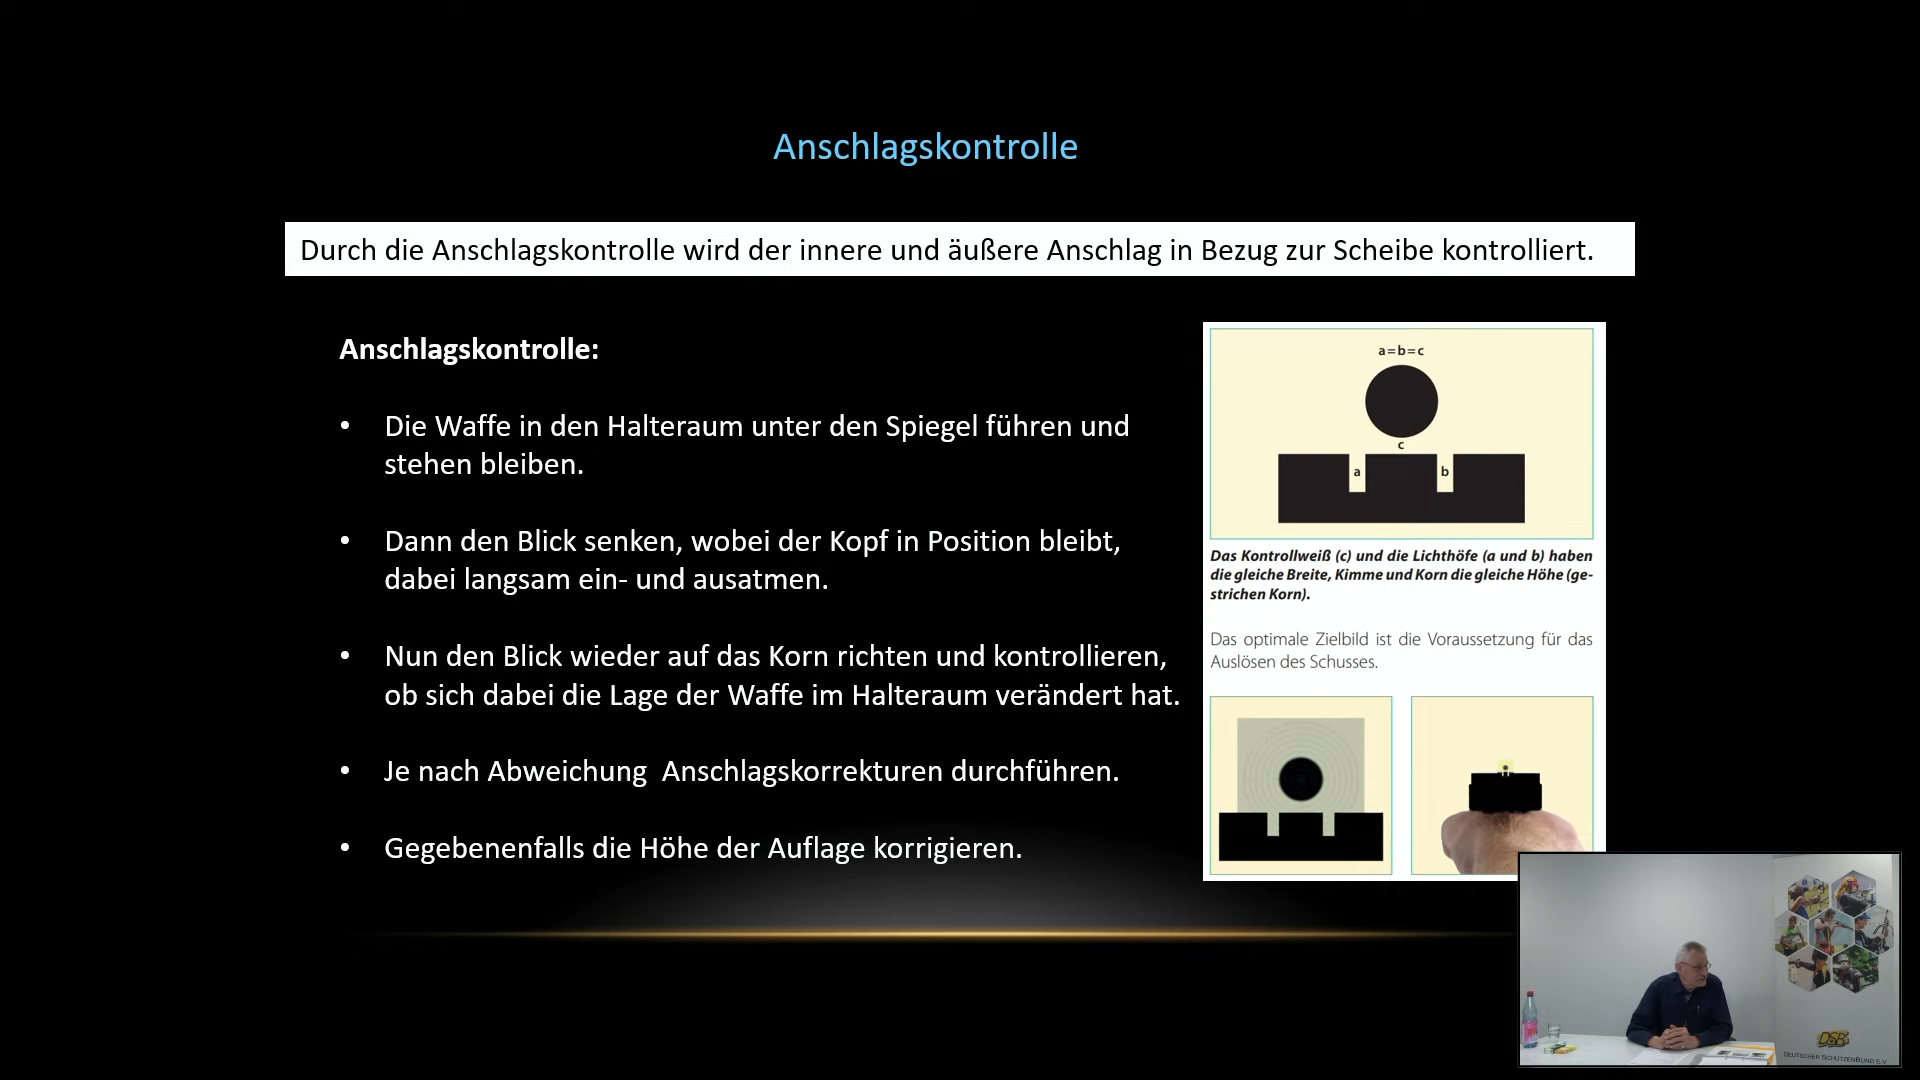 Anschlagskontrolle
Durch die Anschlagskontrolle wird der innere und äußere Anschlag in Bezug zur Scheibe kontrolliert.
Anschlagskontrolle:
• Die Waffe in den Halteraum unter den Spiegel führen und
stehen bleiben.
• Dann den Blick senken, wobei der Kopf in Position bleibt,
dabei langsam ein- und ausatmen.
• Nun den Blick wieder auf das Korn richten und kontrollieren,
ob sich dabei die Lage der Waffe im Halteraum verändert hat.
• Je nach Abweichung  Anschlagskorrekturen durchführen.
• Gegebenenfalls die Höhe der Auflage korrigieren.
a=b=c
c
a b
Das Kontrollweiß (c) und die Lichthöfe (a und b) haben
die gleiche Breite, Kimme und Korn die gleiche Höhe (ge-
strichen Korn).
Das optimale Zielbild ist die Voraussetzung für das
Auslösen des Schusses.
DSB
DEUTSCHER SCHÜTZENBUND E.V.